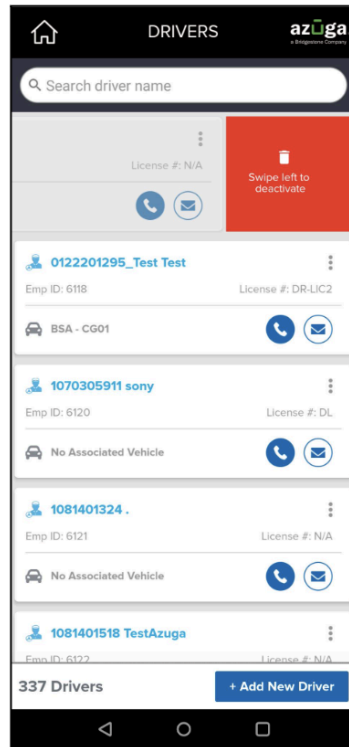 DRIVERS
azūga
a Bridgestone Company
Search driver name
License #: N/A
Swipe left to
deactivate
0122201295_Test Test
Emp ID: 6118
License #: DR-LIC2
BSA - CG01
1070305911 sony
Emp ID: 6120
License #: DL
No Associated Vehicle
1081401324 .
Emp ID: 6121
License #: N/A
No Associated Vehicle
1081401518 TestAzuga
Emp ID: 6122
License #: N/A
337 Drivers
+ Add New Driver